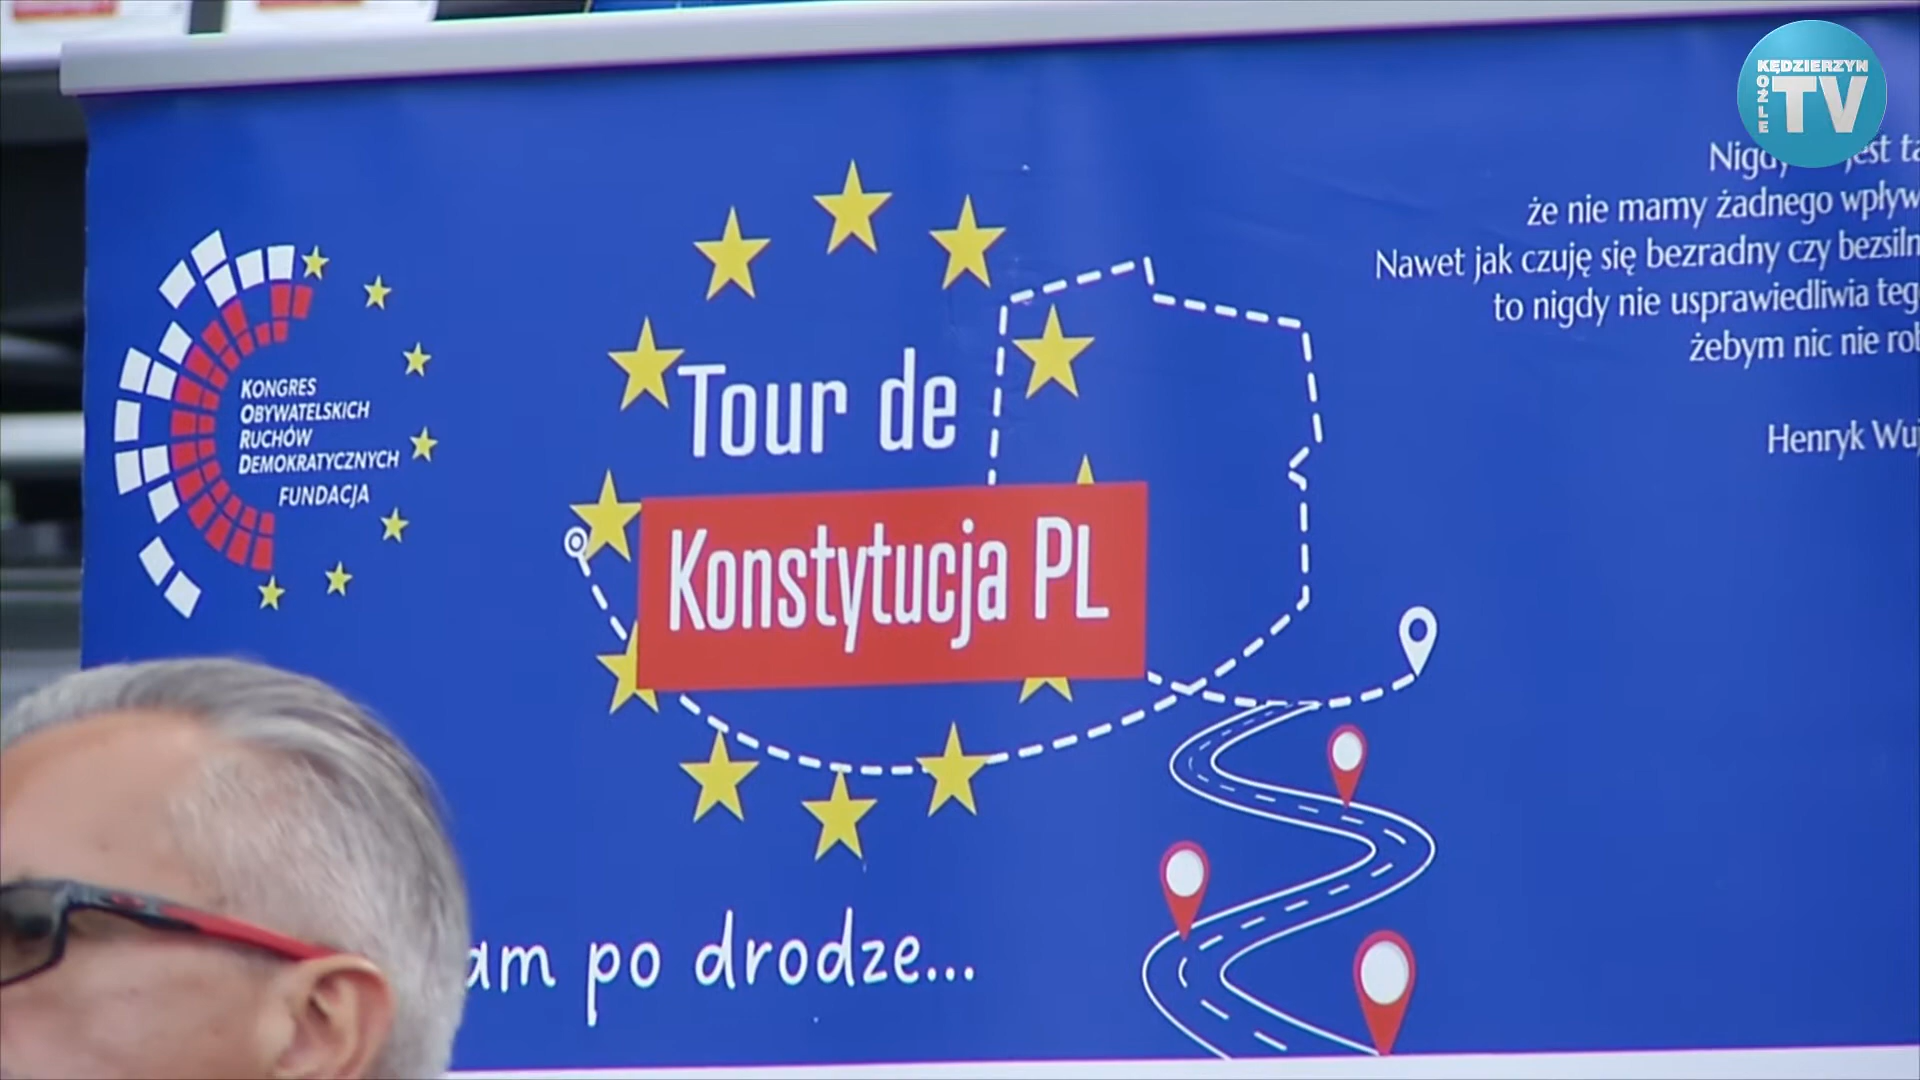 KĘDZIERZYN
KOŹLE
TV
że nie mamy żadnego
Nawet jak czuję się bezradny czy
to nigdy nie usprawiedliwia
żebym nic nie
Henryk
KONGRES
OBYWATELSKICH
RUCHÓW
DEMOKRATYCZNYCH
FUNDACJA
Tour de
Konstytucja PL
po drodze...